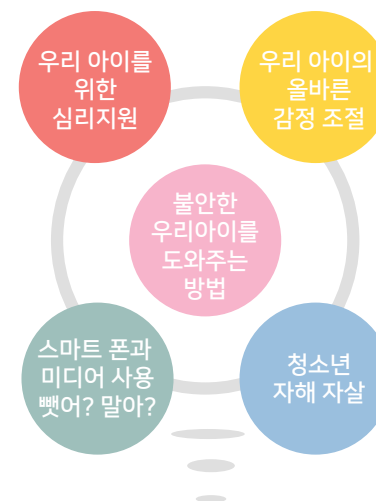 우리 아이를
위한
심리지원
우리 아이의
올바른
감정 조절
불안한
우리아이를
도와주는
방법
스마트 폰과
미디어 사용
뺏어? 말아?
청소년
자해 자살